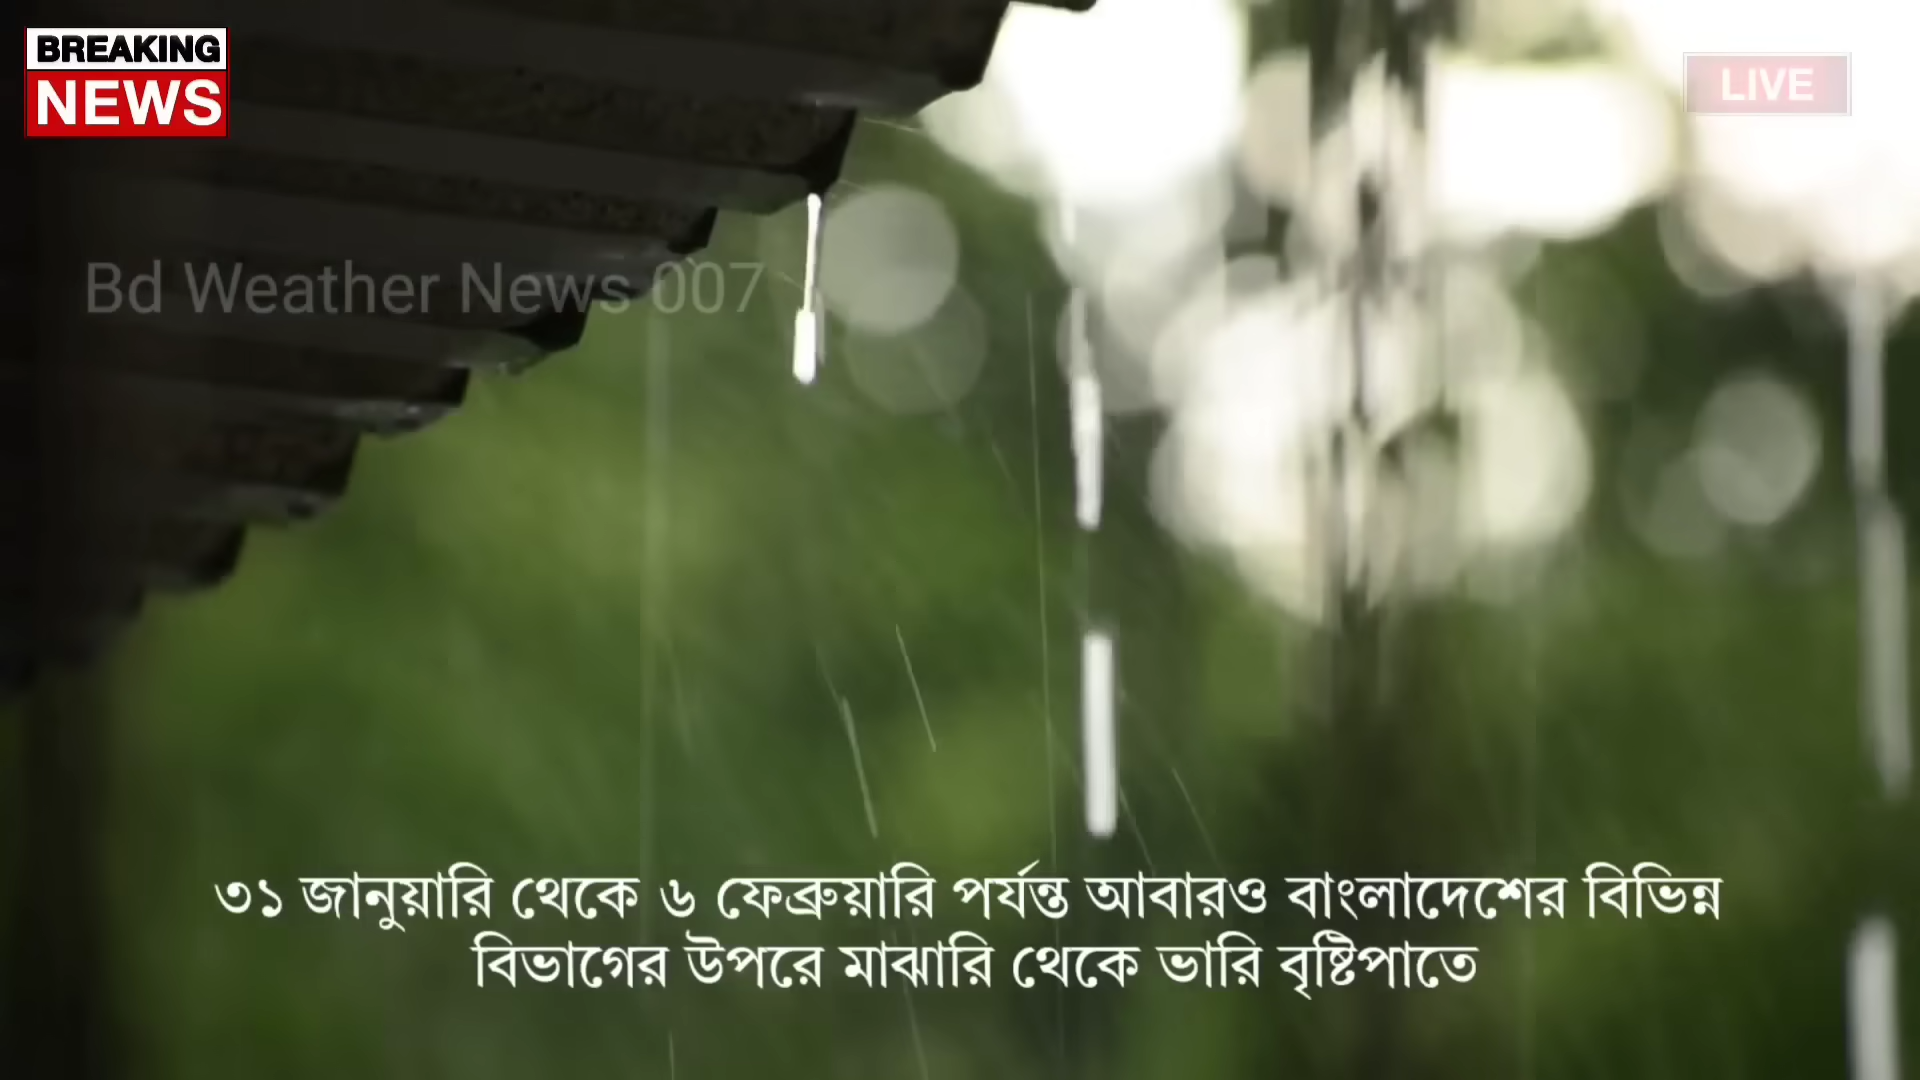 BREAKING
NEWS
LIVE
Bd Weather News 007
৩১ জানুয়ারি থেকে ৬ ফেব্রুয়ারি পর্যন্ত আবারও বাংলাদেশের বিভিন্ন
বিভাগের উপরে মাঝারি থেকে ভারি বৃষ্টিপাতে